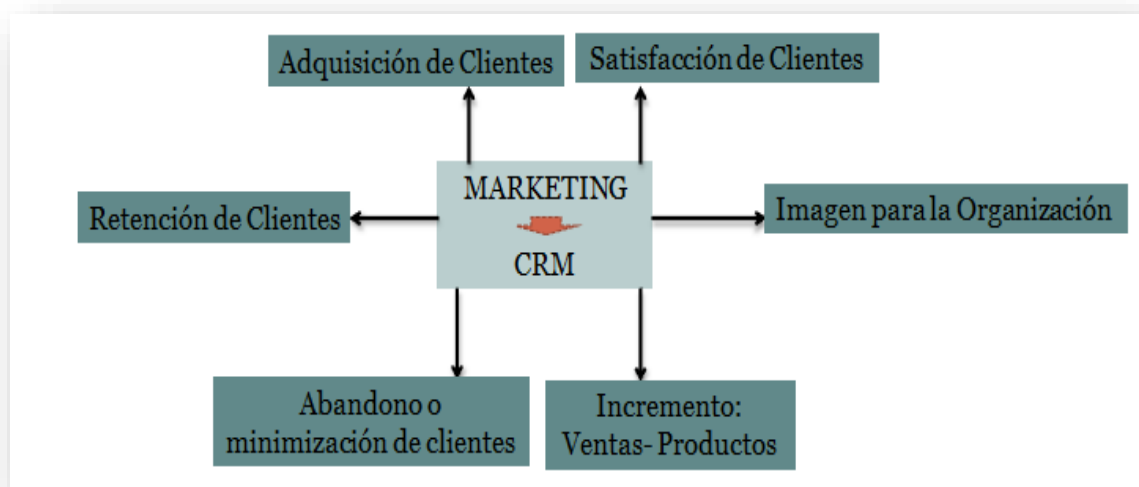 Adquisición de Clientes
Satisfacción de Clientes
MARKETING
CRM
Retención de Clientes
Imagen para la Organización
Abandono o
minimización de clientes
Incremento:
Ventas- Productos